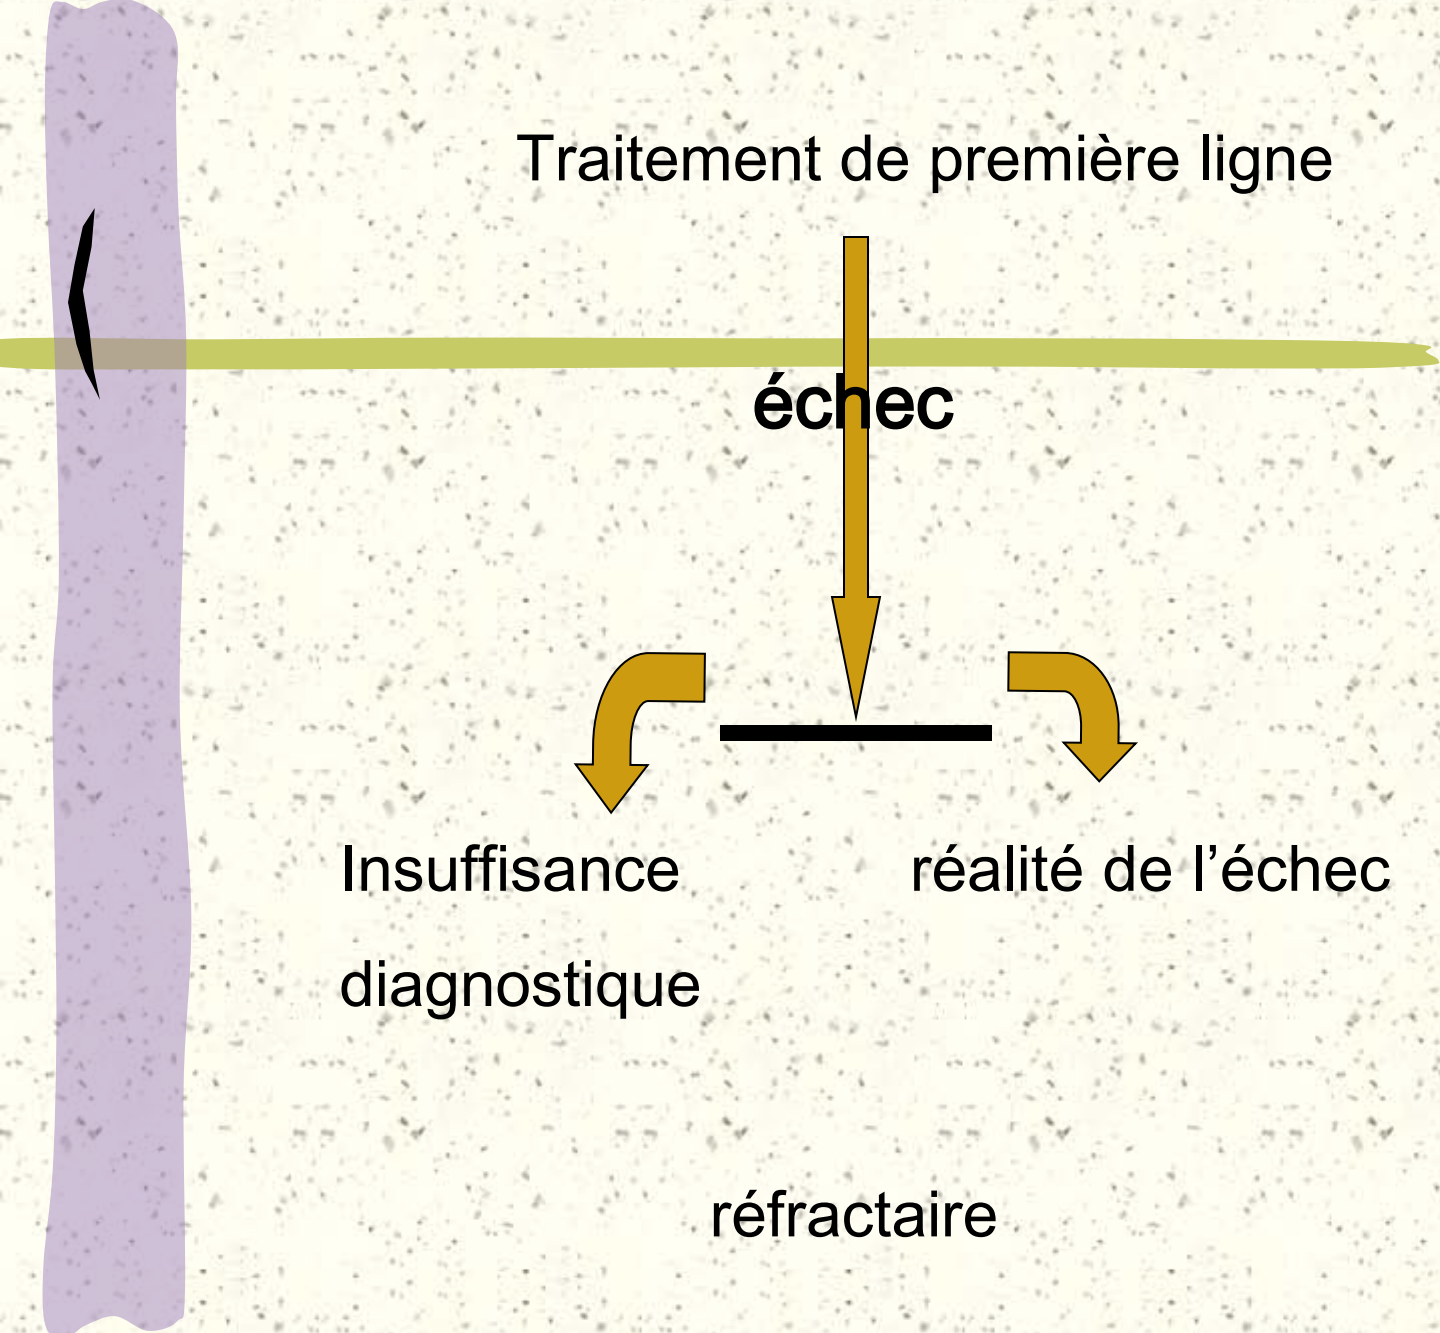 Traitement de première ligne
échec
Insuffisance réalité de l’échec
diagnostique
réfractaire